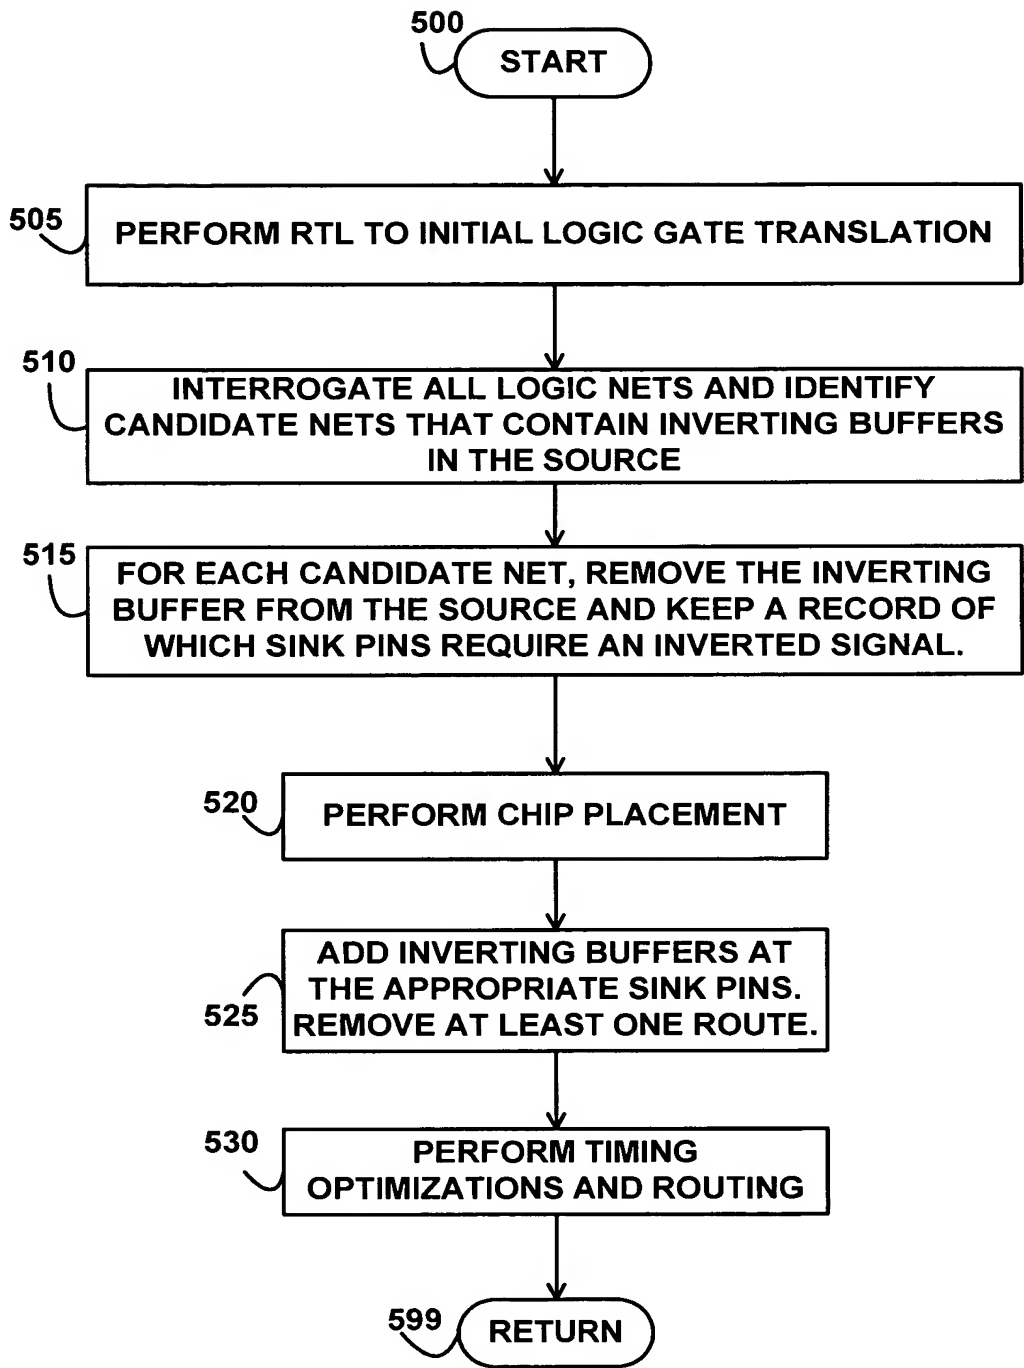 500
START
505
PERFORM RTL TO INITIAL LOGIC GATE TRANSLATION
510
INTERROGATE ALL LOGIC NETS AND IDENTIFY
CANDIDATE NETS THAT CONTAIN INVERTING BUFFERS
IN THE SOURCE
515
FOR EACH CANDIDATE NET, REMOVE THE INVERTING
BUFFER FROM THE SOURCE AND KEEP A RECORD OF
WHICH SINK PINS REQUIRE AN INVERTED SIGNAL.
520
PERFORM CHIP PLACEMENT
525
ADD INVERTING BUFFERS AT
THE APPROPRIATE SINK PINS.
REMOVE AT LEAST ONE ROUTE.
530
PERFORM TIMING
OPTIMIZATIONS AND ROUTING
599
RETURN